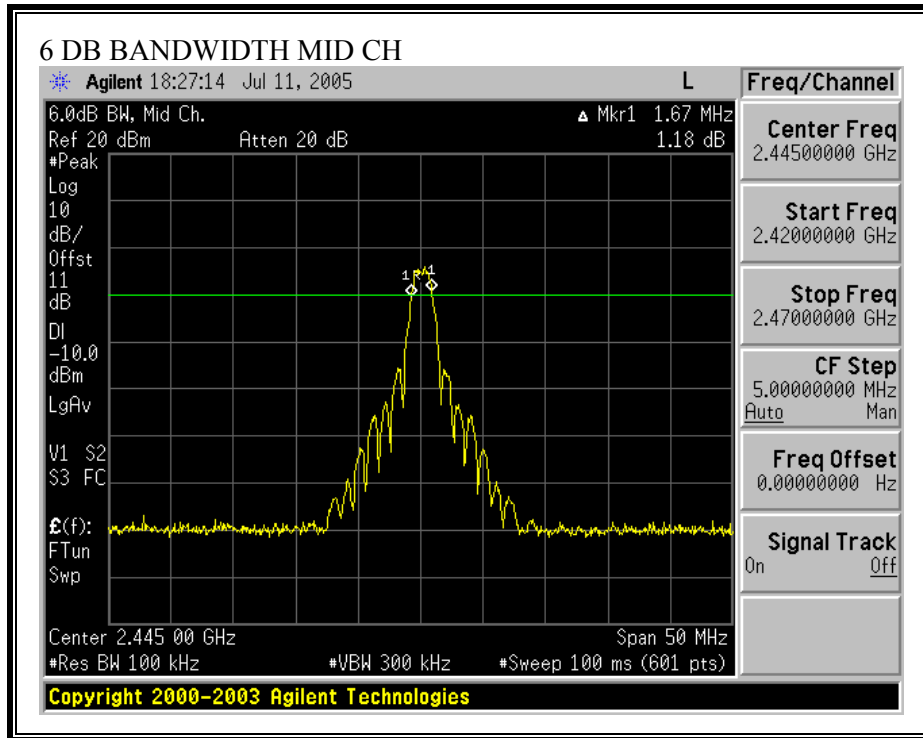 6 DB BANDWIDTH MID CH
Agilent 18:27:14 Jul 11, 2005 L
Freq/Channel
6.0dB BW, Mid Ch. Δ Mkr1 1.67 MHz
Ref 20 dBm Atten 20 dB 1.18 dB
#Peak
Log
10
dB/
Offst
11
dB
DI
-10.0
dBm
LgAv
V1 S2
S3 FC
£(f):
FTun
Swp
1R 1
Center 2.445 00 GHz Span 50 MHz
#Res BW 100 kHz #VBW 300 kHz #Sweep 100 ms (601 pts)
Center Freq
2.44500000 GHz
Start Freq
2.42000000 GHz
Stop Freq
2.47000000 GHz
CF Step
5.00000000 MHz
Auto Man
Freq Offset
0.00000000 Hz
Signal Track
On Off
Copyright 2000-2003 Agilent Technologies